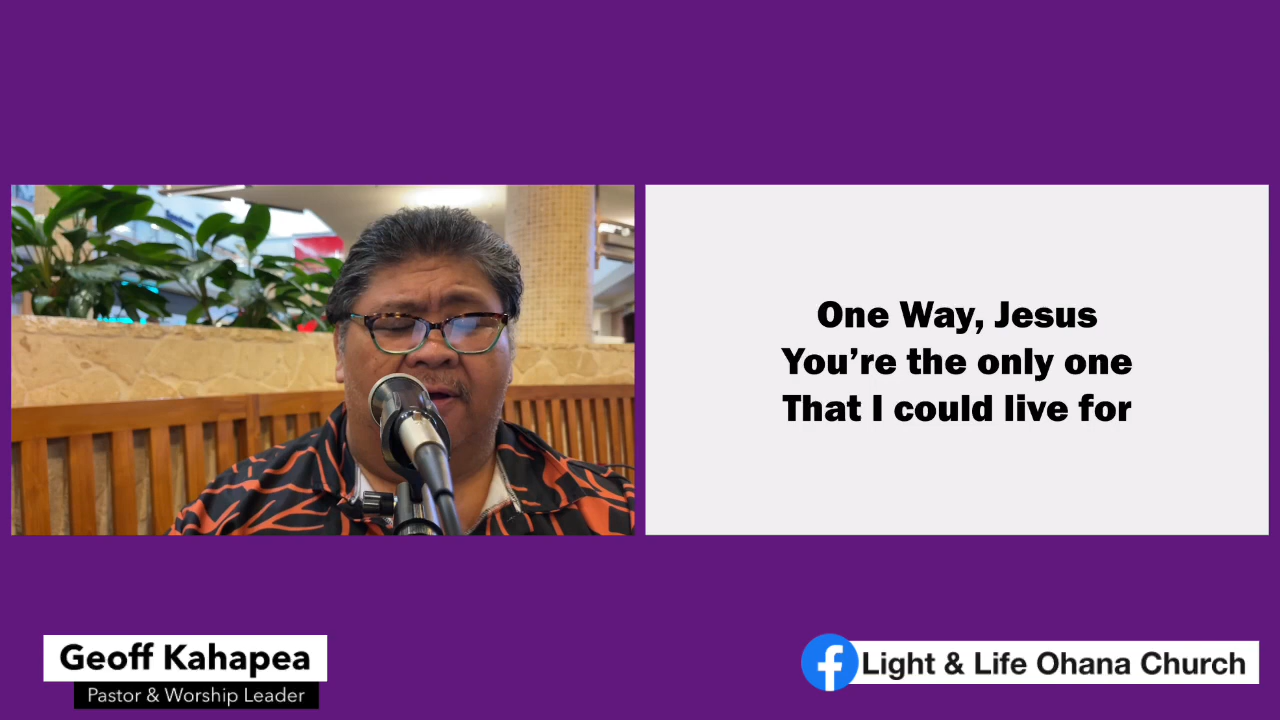 One Way, Jesus
You're the only one
That I could live for
Geoff Kahapea
Pastor & Worship Leader
Light & Life Ohana Church